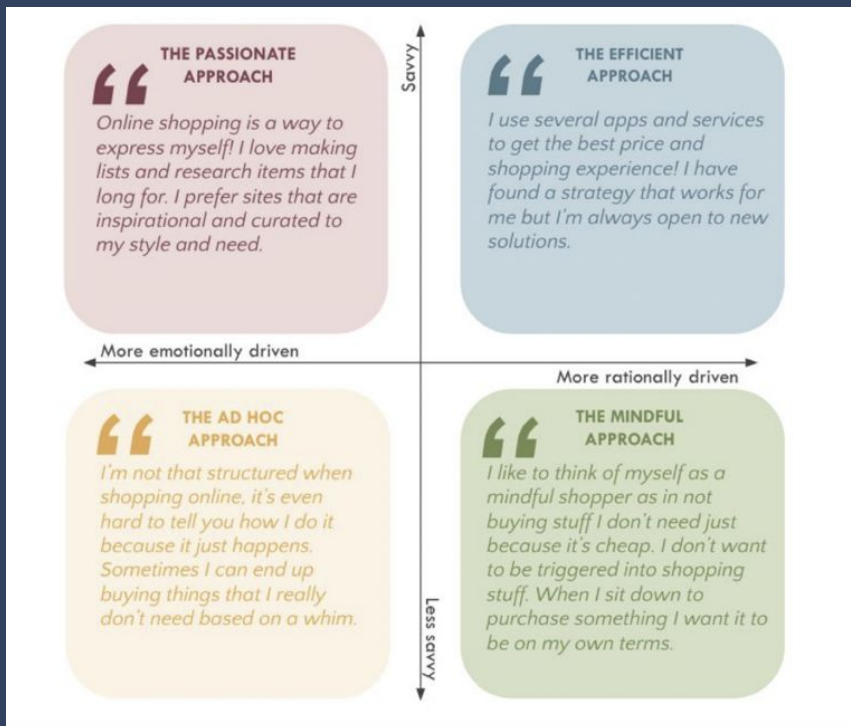 THE PASSIONATE
APPROACH
Online shopping is a way to
express myself! I love making
lists and research items that I
long for. I prefer sites that are
inspirational and curated to
my style and need.
Savvy
THE EFFICIENT
APPROACH
I use several apps and services
to get the best price and
shopping experience! I have
found a strategy that works for
me but I'm always open to new
solutions.
More emotionally driven
More rationally driven
THE AD HOC
APPROACH
I'm not that structured when
shopping online, it's even
hard to tell you how I do it
because it just happens.
Sometimes I can end up
buying things that I really
don't need based on a whim.
Less savvy
THE MINDFUL
APPROACH
I like to think of myself as a
mindful shopper as in not
buying stuff I don't need just
because it's cheap. I don't want
to be triggered into shopping
stuff. When I sit down to
purchase something I want it to
be on my own terms.